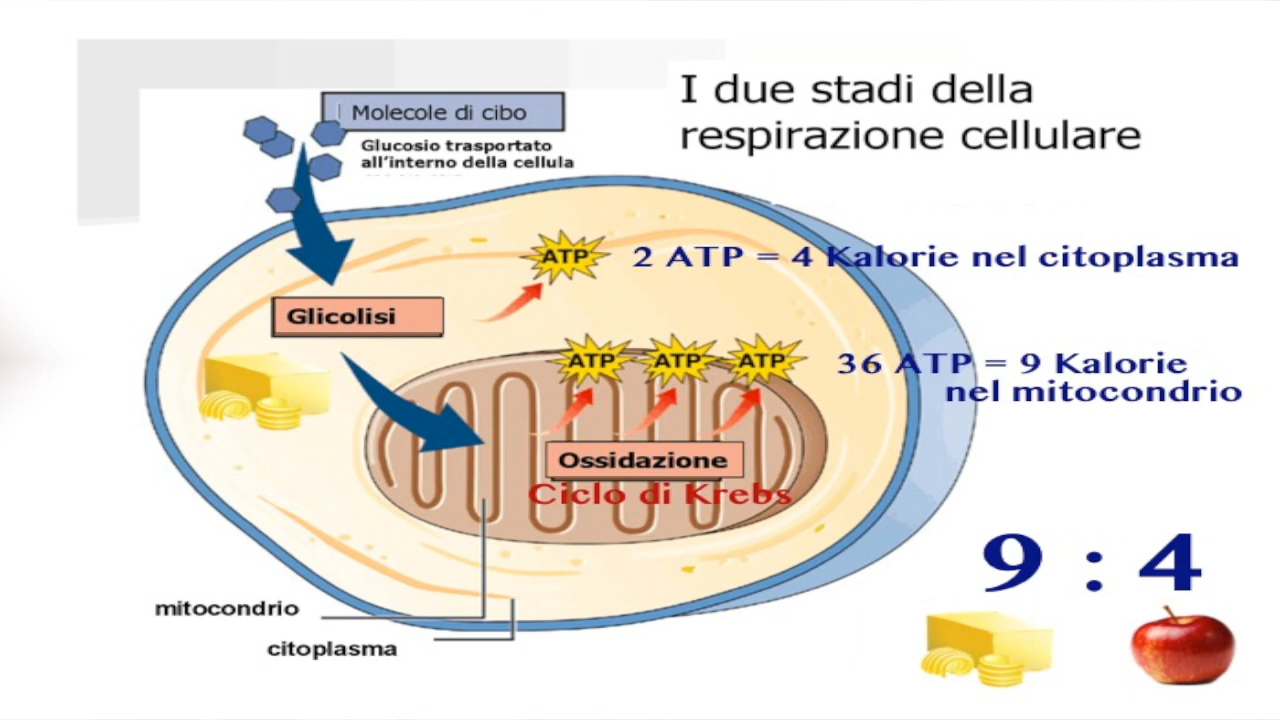 I due stadi della
respirazione cellulare
Molecole di cibo
Glucosio trasportato
all'interno della cellula
ATP
2 ATP = 4 Kalorie nel citoplasma
Glicolisi
ATP ATP ATP
36 ATP = 9 Kalorie
nel mitocondrio
Ossidazione
Ciclo di Krebs
9 : 4
mitocondrio
citoplasma